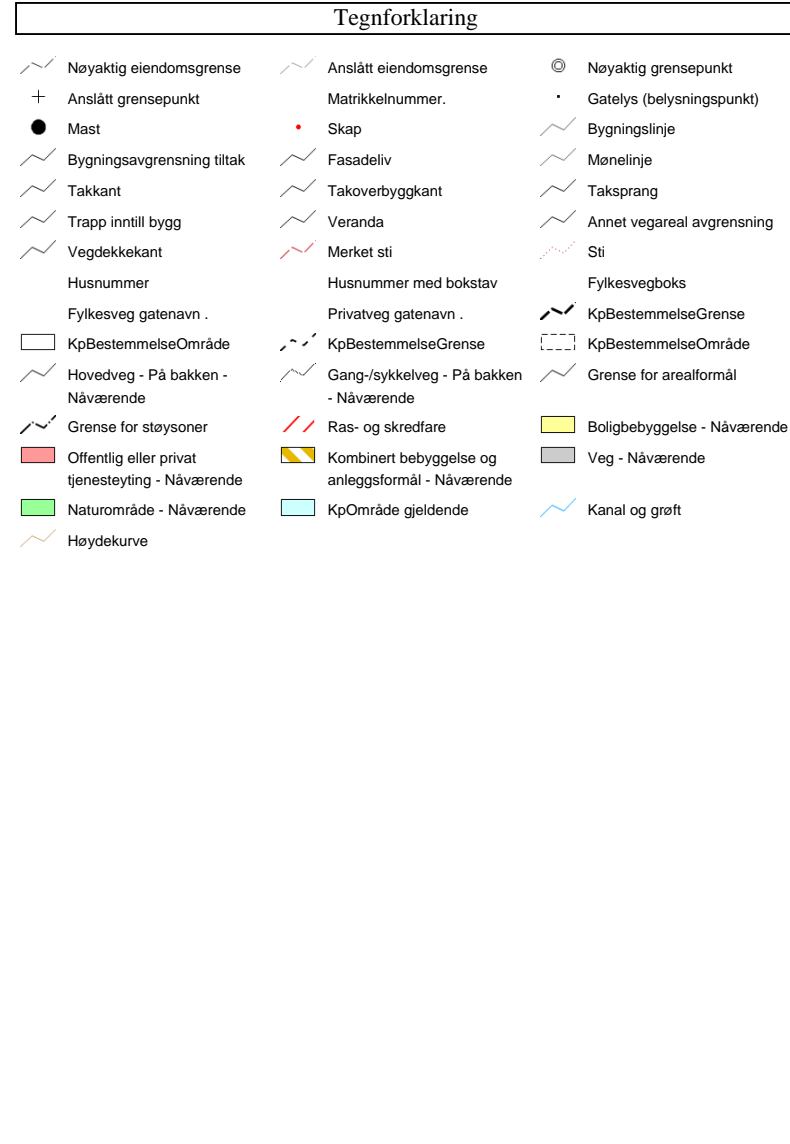 Tegnforklaring
Nøyaktig eiendomsgrense
Anslått eiendomsgrense
Nøyaktig grensepunkt
Anslått grensepunkt
Matrikkelnummer.
Gatelys (belysningspunkt)
Mast
Skap
Bygningslinje
Bygningsavgrensning tiltak
Fasadeliv
Mønelinje
Takkant
Takoverbyggkant
Taksprang
Trapp inntill bygg
Veranda
Annet vegareal avgrensning
Vegdekkekant
Merket sti
Sti
Husnummer
Husnummer med bokstav
Fylkesvegboks
Fylkesveg gatenavn .
Privatveg gatenavn .
KpBestemmelseGrense
KpBestemmelseOmråde
KpBestemmelseGrense
KpBestemmelseOmråde
Hovedveg - På bakken -
Nåværende
Gang-/sykkelveg - På bakken
- Nåværende
Grense for arealformål
Grense for støysoner
Ras- og skredfare
Boligbebyggelse - Nåværende
Offentlig eller privat
tjenesteyting - Nåværende
Kombinert bebyggelse og
anleggsformål - Nåværende
Veg - Nåværende
Naturområde - Nåværende
KpOmråde gjeldende
Kanal og grøft
Høydekurve